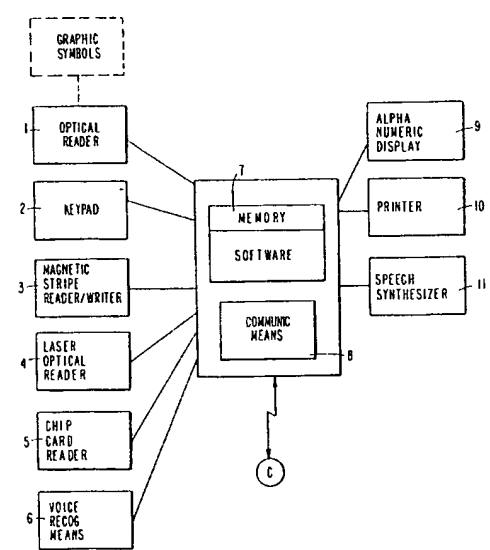 GRAPHIC
SYMBOLS
1
OPTICAL
READER
2
KEYPAD
3
MAGNETIC
STRIPE
READER/WRITER
4
LASER
OPTICAL
READER
5
CHIP
CARD
READER
6
VOICE
RECOG
MEANS
7
MEMORY
SOFTWARE
COMMUNIC
MEANS
8
C
ALPHA
NUMERIC
DISPLAY
9
PRINTER
10
SPEECH
SYNTHESIZER
11